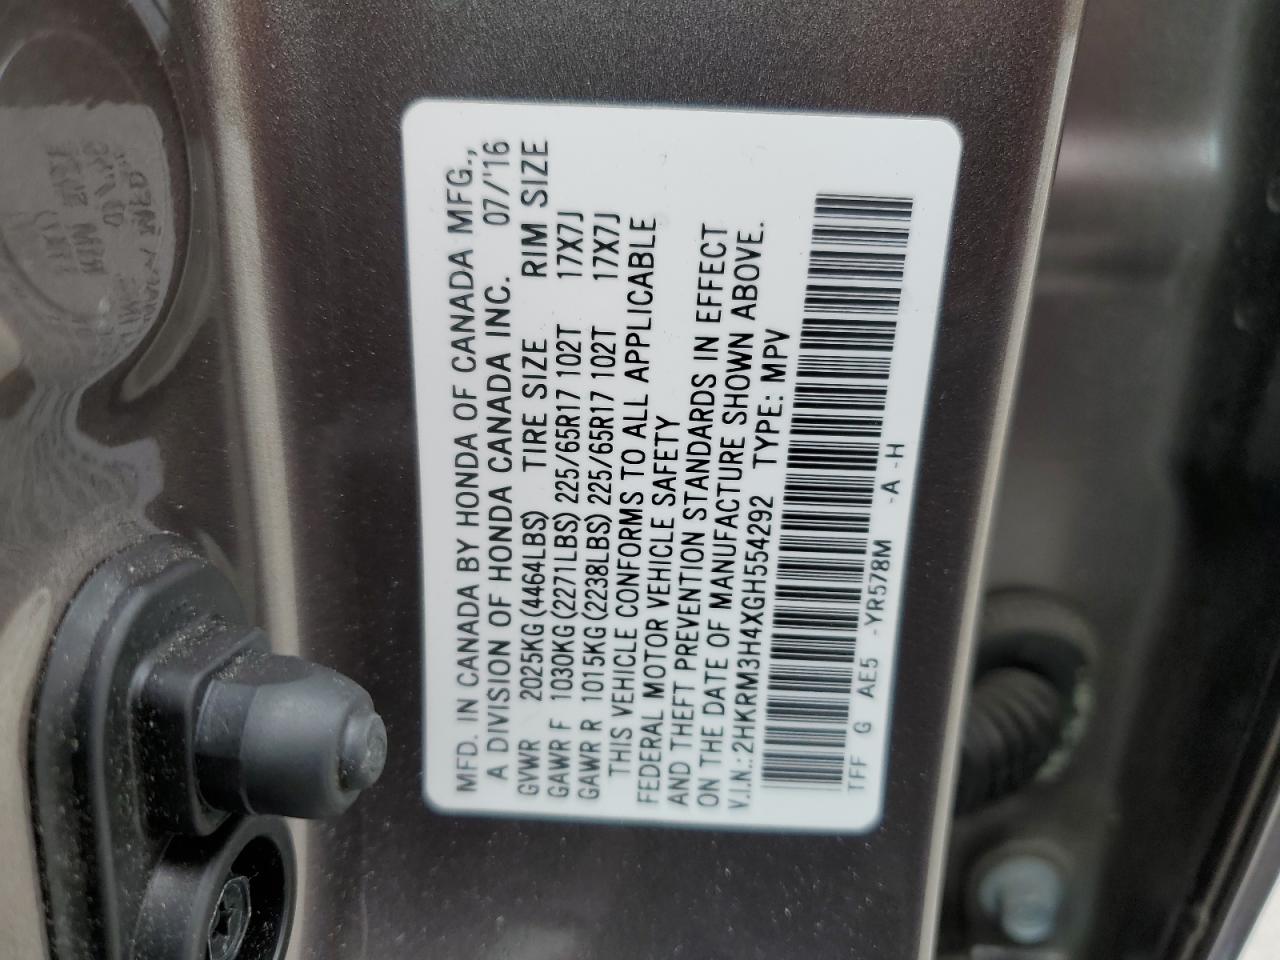 MFD. IN CANADA BY HONDA OF CANADA MFG.,
A DIVISION OF HONDA CANADA INC. 07/'16
GVWR 2025KG(4464LBS) TIRE SIZE RIM SIZE
GAWR F 1030KG(2271LBS) 225/65R17 102T 17X7J
GAWR R 1015KG(2238LBS) 225/65R17 102T 17X7J
THIS VEHICLE CONFORMS TO ALL APPLICABLE
FEDERAL MOTOR VEHICLE SAFETY
AND THEFT PREVENTION STANDARDS IN EFFECT
ON THE DATE OF MANUFACTURE SHOWN ABOVE.
V.I.N.:2HKRM3H4XGH554292 TYPE: MPV
TFF G AE5 -YR578M -A -H